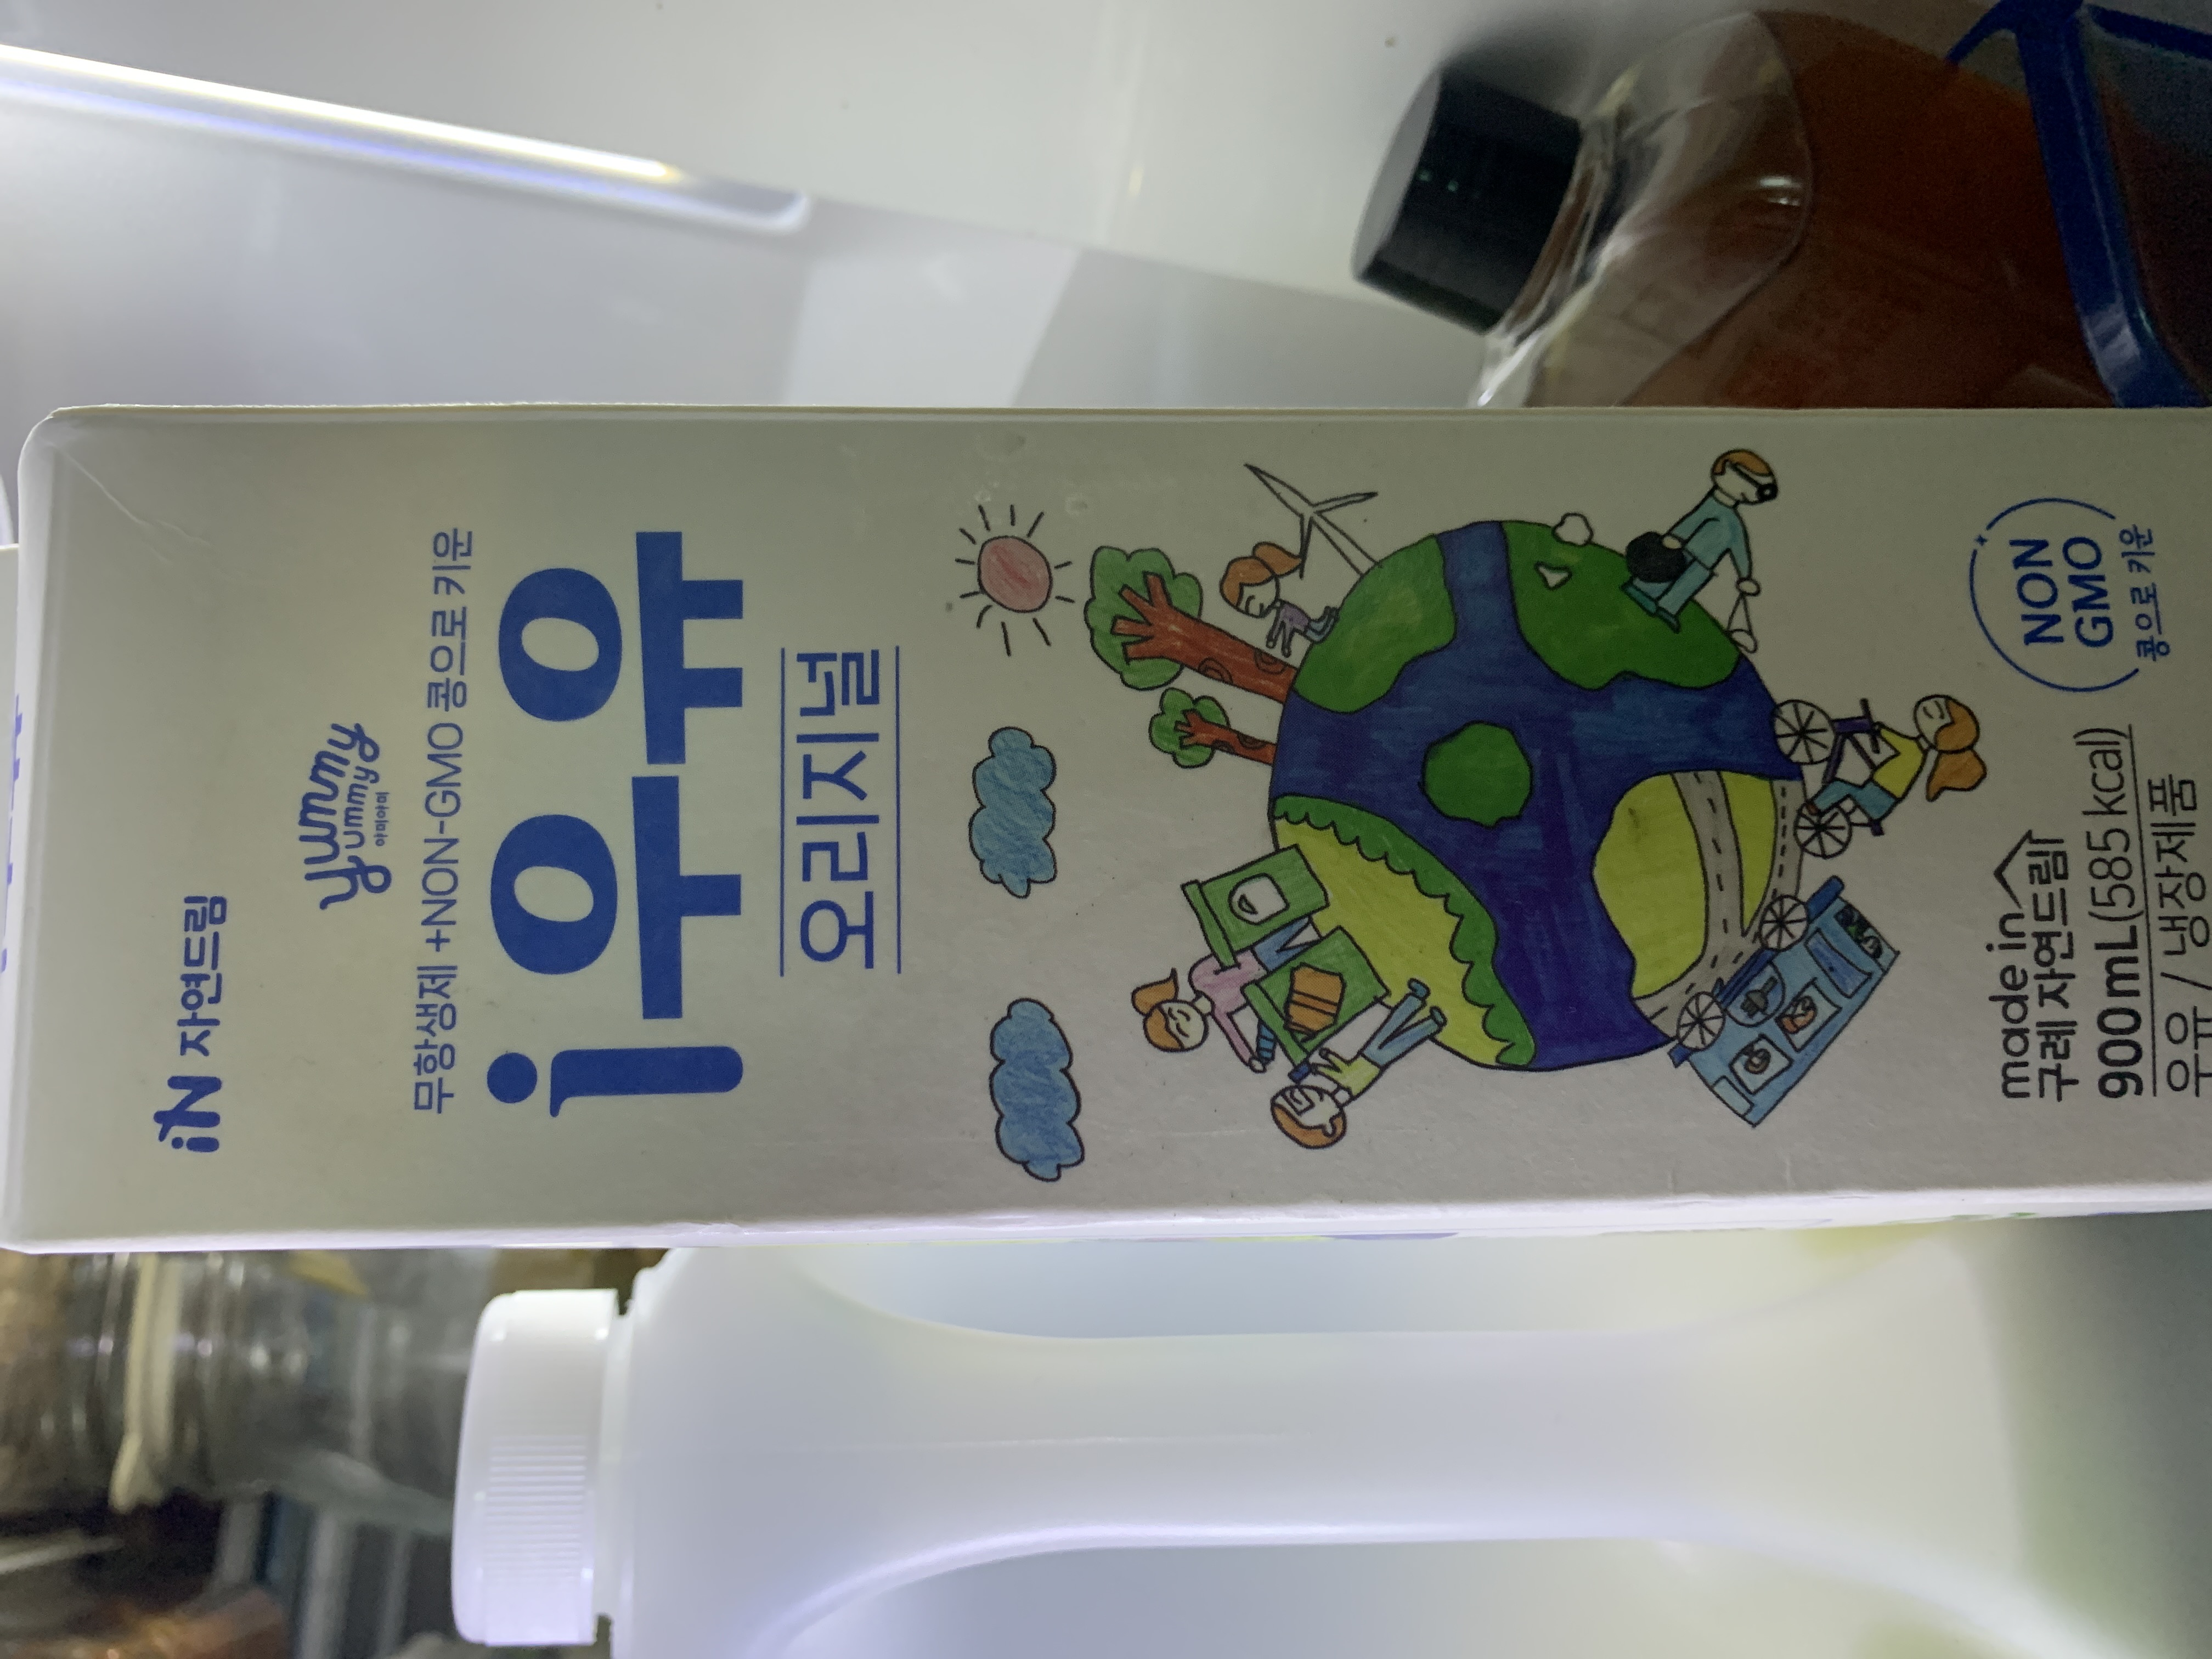 iN 자연드림
yummy
yummy
야미야미
무항생제 +NON-GMO 콩으로 키운
i우유
오리지널
NON
GMO
콩으로 키운
made in
구례 자연드림
900mL(585 kcal)
우유 / 냉장제품